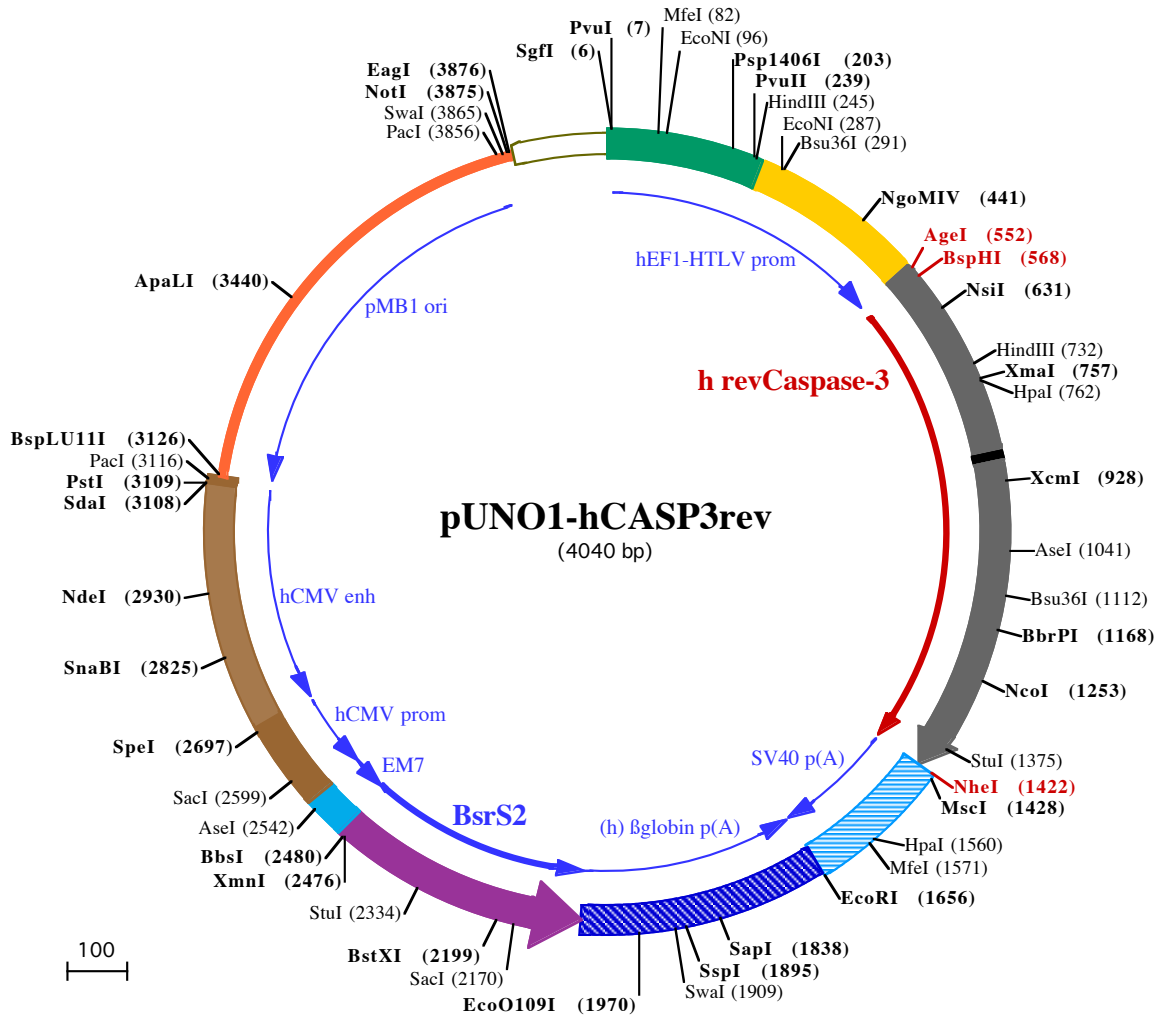 PvuI (7)
SgfI (6)
MfeI (82)
EcoNI (96)
Psp1406I (203)
PvuII (239)
HindIII (245)
EcoNI (287)
Bsu36I (291)
NgoMIV (441)
AgeI (552)
BspHI (568)
NsiI (631)
HindIII (732)
XmaI (757)
HpaI (762)
XcmI (928)
AseI (1041)
Bsu36I (1112)
BbrPI (1168)
NcoI (1253)
StuI (1375)
NheI (1422)
MscI (1428)
HpaI (1560)
MfeI (1571)
EcoRI (1656)
SapI (1838)
SspI (1895)
SwaI (1909)
EcoO109I (1970)
SacI (2170)
BstXI (2199)
StuI (2334)
XmnI (2476)
BbsI (2480)
AseI (2542)
SacI (2599)
SpeI (2697)
SnaBI (2825)
NdeI (2930)
SdaI (3108)
PstI (3109)
PacI (3116)
BspLU11I (3126)
ApaLI (3440)
PacI (3856)
SwaI (3865)
NotI (3875)
EagI (3876)
hEF1-HTLV prom
h revCaspase-3
SV40 p(A)
(h) ßglobin p(A)
BsrS2
EM7
hCMV prom
hCMV enh
pMB1 ori
pUNO1-hCASP3rev
(4040 bp)
100